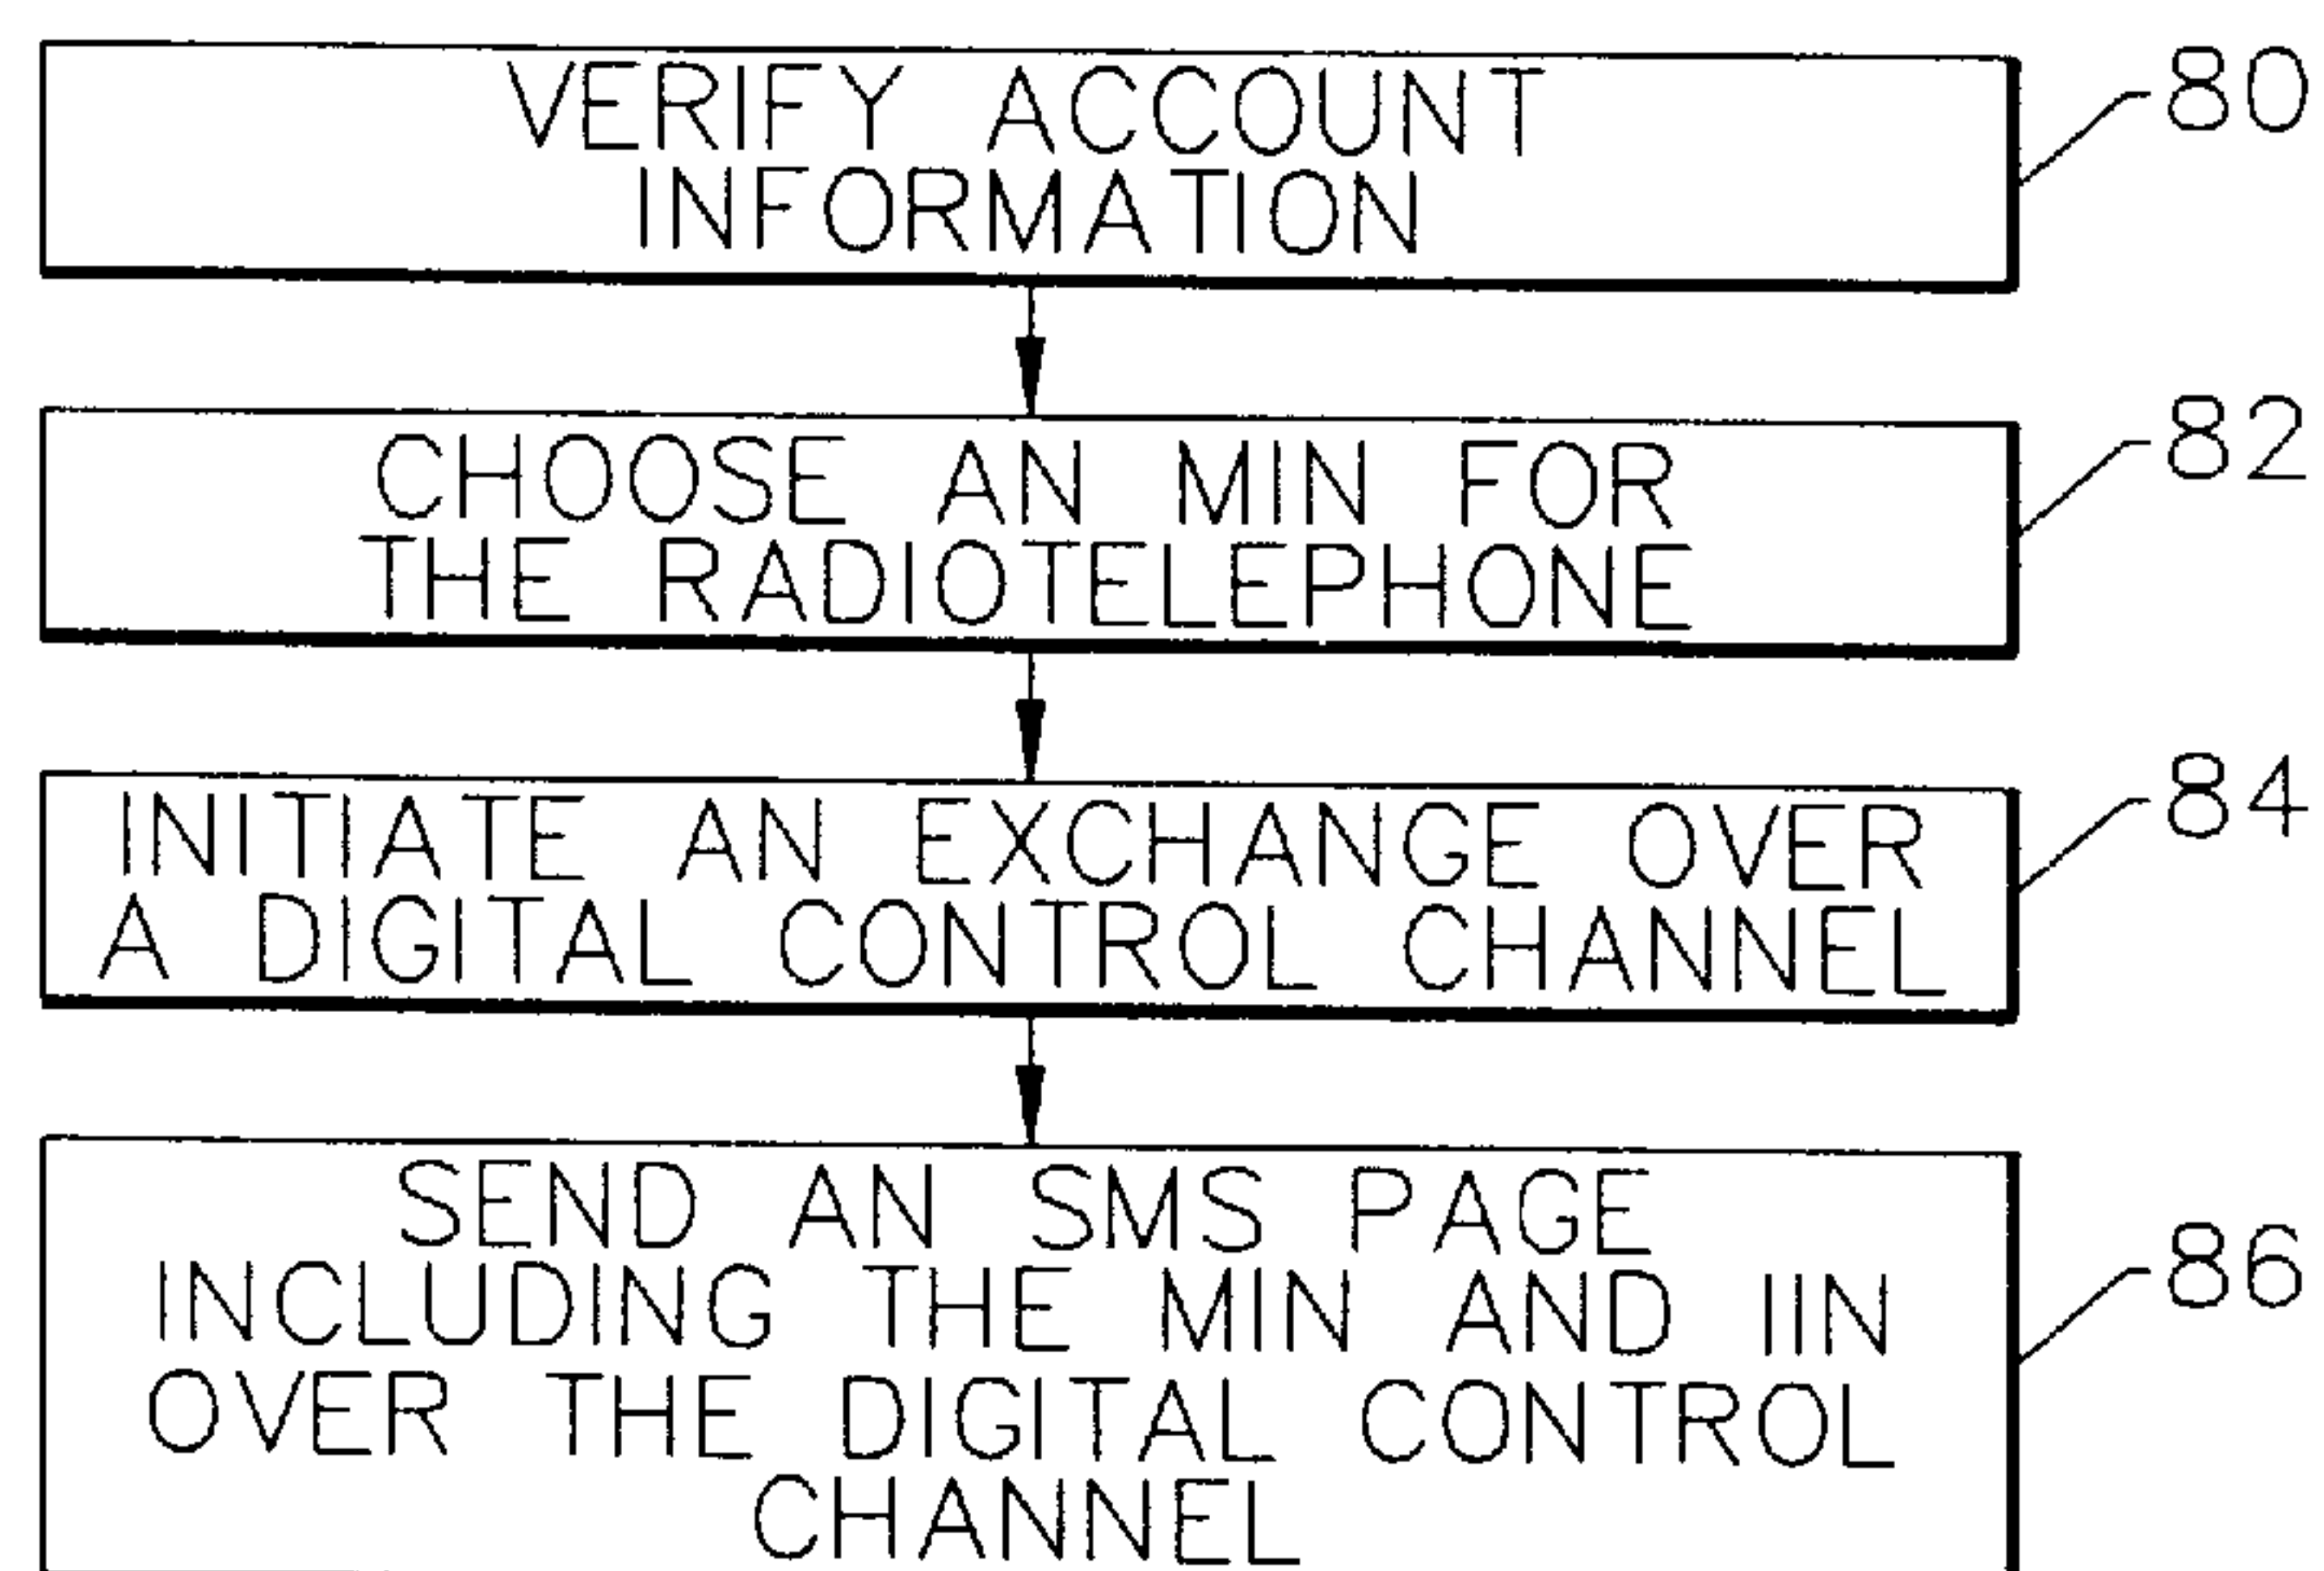 VERIFY ACCOUNT
INFORMATION
80
CHOOSE AN MIN FOR
THE RADIOTELEPHONE
82
INITIATE AN EXCHANGE OVER
A DIGITAL CONTROL CHANNEL
84
SEND AN SMS PAGE
INCLUDING THE MIN AND IIN
OVER THE DIGITAL CONTROL
CHANNEL
86